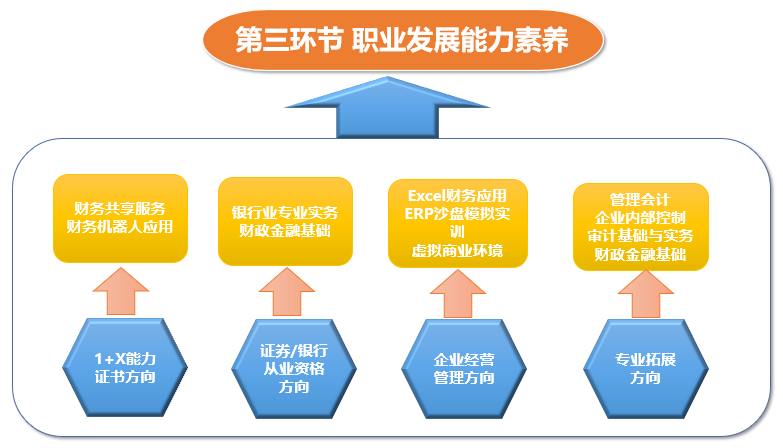 第三环节 职业发展能力素养
财务共享服务
财务机器人应用
银行业专业实务
财政金融基础
Excel财务应用
ERP沙盘模拟实
训
虚拟商业环境
管理会计
企业内部控制
审计基础与实务
财政金融基础
1+X能力
证书方向
证券/银行
从业资格
方向
企业经营
管理方向
专业拓展
方向